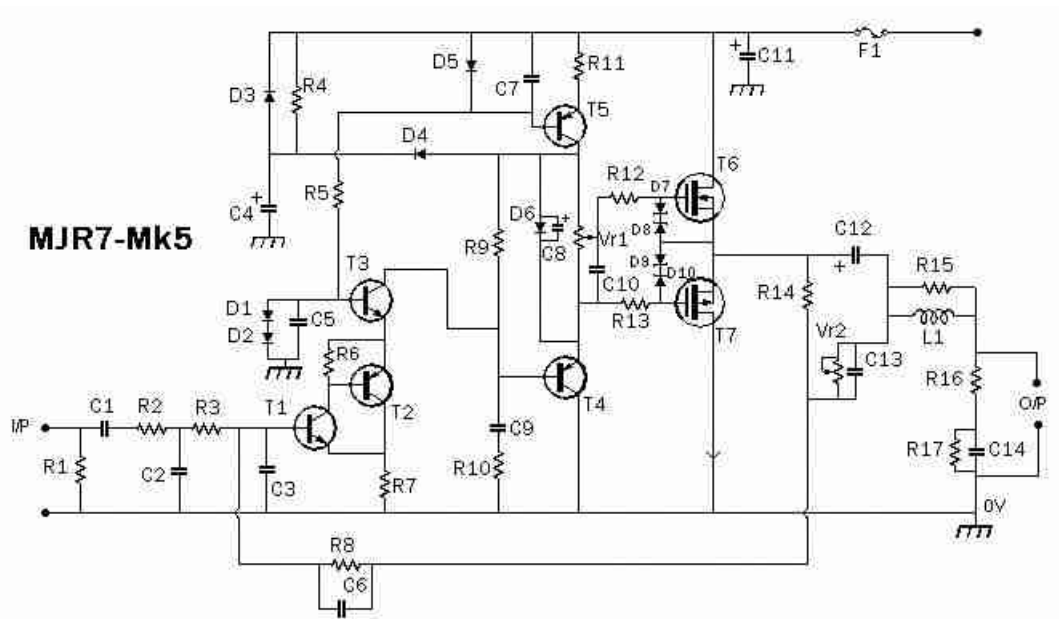 F1
C11
R11
D5
C7
T5
D3
R4
D4
T6
R12
D7
R5
C4
D6
C8
Vr1
D8
D9
D10
C12
MJR7-Mk5
R9
C10
R15
T3
R13
T7
R14
L1
D1
D2
C5
R6
Vr2
C13
R16
T2
T4
O/P
I/P
C1
R2
R3
T1
C9
R17
C14
R1
C2
C3
R7
R10
0V
R8
C6